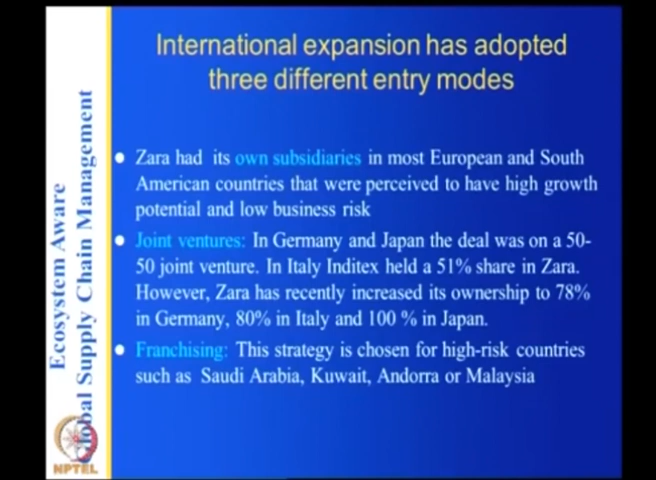 International expansion has adopted
three different entry modes
Zara had its own subsidiaries in most European and South
American countries that were perceived to have high growth
potential and low business risk
Joint ventures: In Germany and Japan the deal was on a 50-
50 joint venture. In Italy Inditex held a 51% share in Zara.
However, Zara has recently increased its ownership to 78%
in Germany, 80% in Italy and 100 % in Japan.
Franchising: This strategy is chosen for high-risk countries
such as Saudi Arabia, Kuwait, Andorra or Malaysia
Ecosystem Aware
Global Supply Chain Management
NPTEL